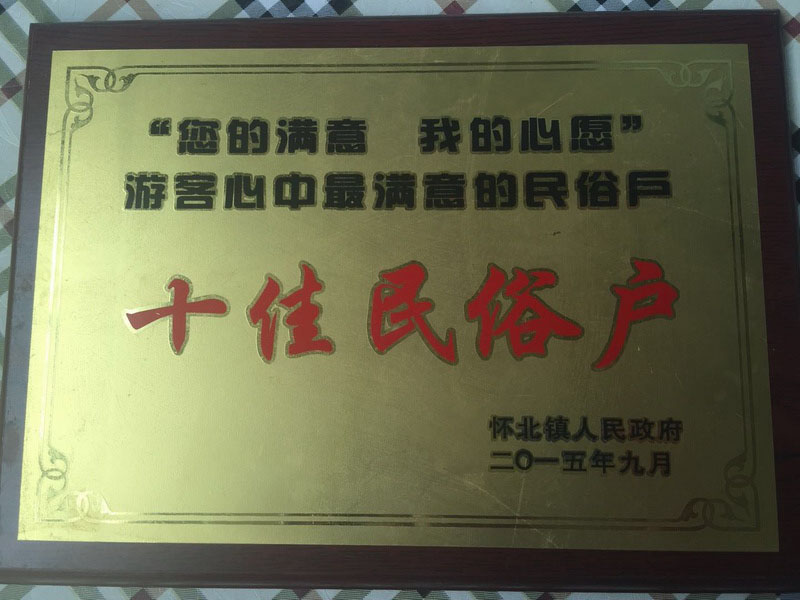 “您的满意 我的心愿”
游客心中最满意的民俗户
十佳民俗户
怀北镇人民政府
二〇一五年九月